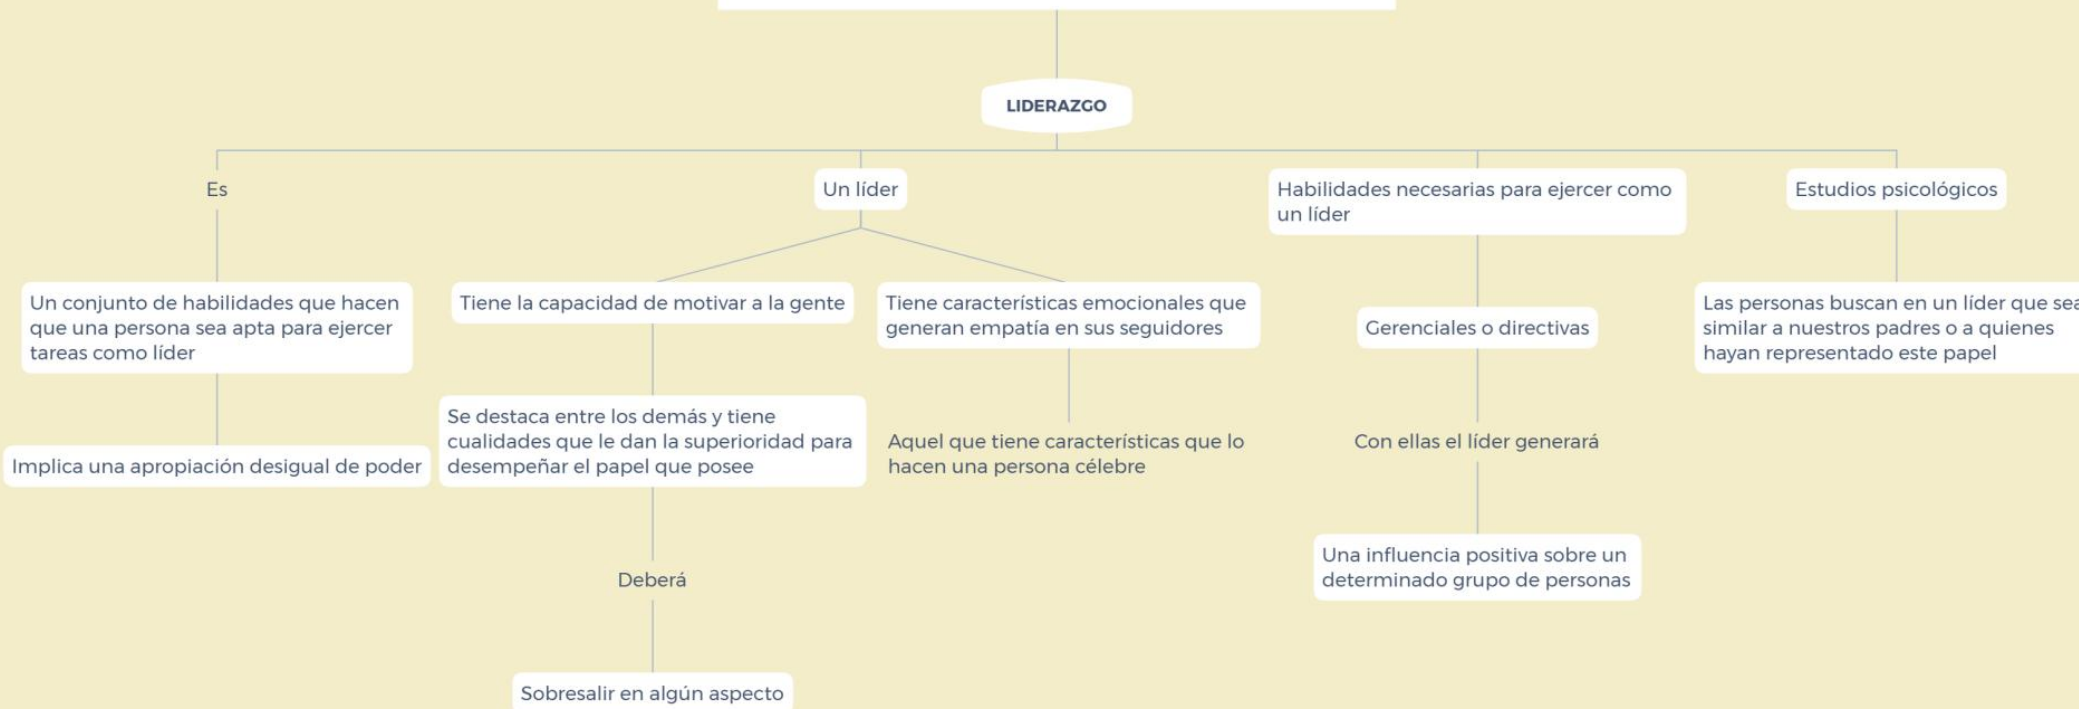 LIDERAZGO
Es
Un líder
Habilidades necesarias para ejercer como
un líder
Estudios psicológicos
Un conjunto de habilidades que hacen
que una persona sea apta para ejercer
tareas como líder
Tiene la capacidad de motivar a la gente
Tiene características emocionales que
generan empatía en sus seguidores
Gerenciales o directivas
Las personas buscan en un líder que sea
similar a nuestros padres o a quienes
hayan representado este papel
Implica una apropiación desigual de poder
Se destaca entre los demás y tiene
cualidades que le dan la superioridad para
desempeñar el papel que posee
Aquel que tiene características que lo
hacen una persona célebre
Con ellas el líder generará
Una influencia positiva sobre un
determinado grupo de personas
Deberá
Sobresalir en algún aspecto